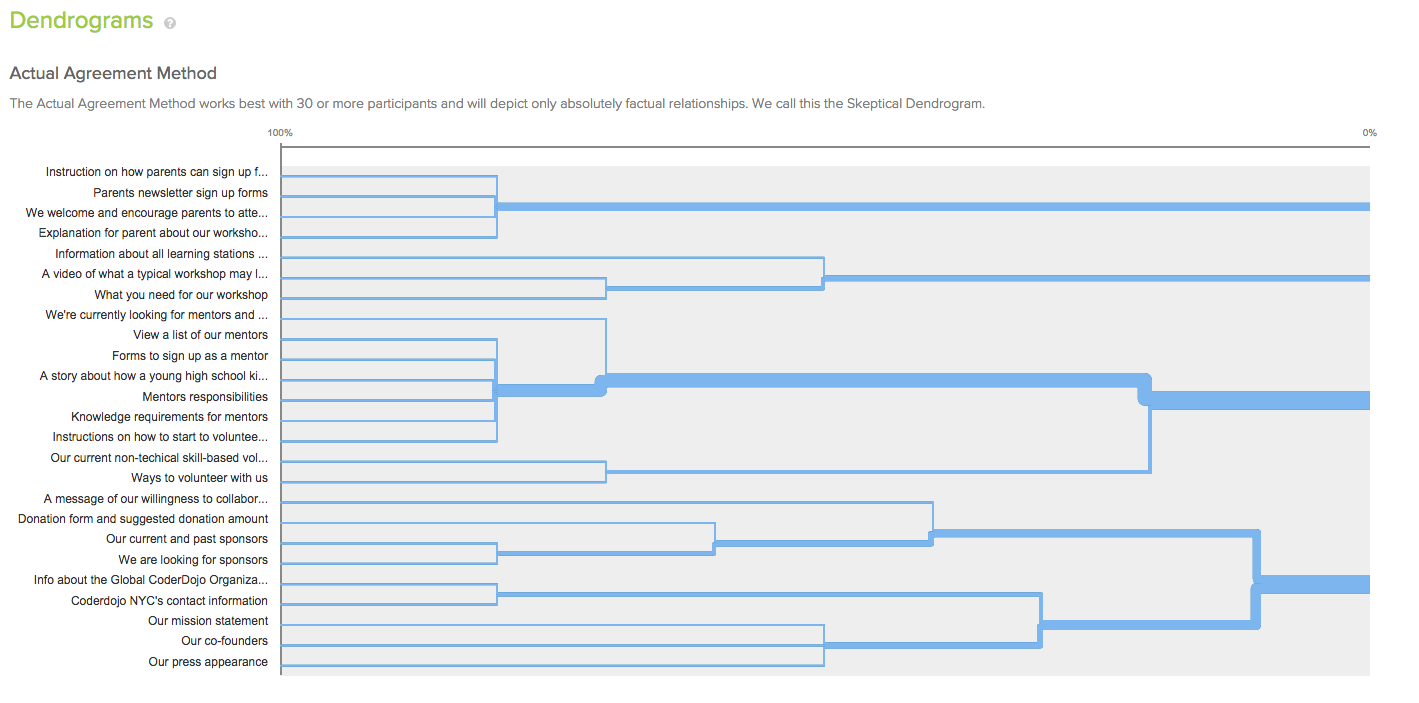 Dendrograms ?
Actual Agreement Method
The Actual Agreement Method works best with 30 or more participants and will depict only absolutely factual relationships. We call this the Skeptical Dendrogram.
100% 0%
Instruction on how parents can sign up f...
Parents newsletter sign up forms
We welcome and encourage parents to atte...
Explanation for parent about our worksho...
Information about all learning stations ...
A video of what a typical workshop may l...
What you need for our workshop
We're currently looking for mentors and ...
View a list of our mentors
Forms to sign up as a mentor
A story about how a young high school ki...
Mentors responsibilities
Knowledge requirements for mentors
Instructions on how to start to voluntee...
Our current non-techical skill-based vol...
Ways to volunteer with us
A message of our willingness to collabor...
Donation form and suggested donation amount
Our current and past sponsors
We are looking for sponsors
Info about the Global CoderDojo Organiza...
Coderdojo NYC's contact information
Our mission statement
Our co-founders
Our press appearance